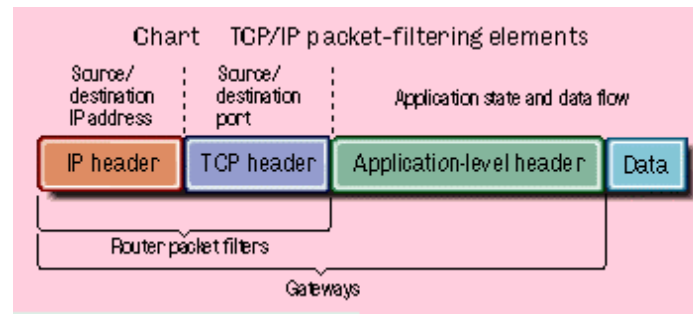 Chart TCP/IP packet-filtering elements
Source/
destination
IP address
Source/
destination
port
Application state and data flow
IP header
TCP header
Application-level header
Data
Router packet filters
Gateways